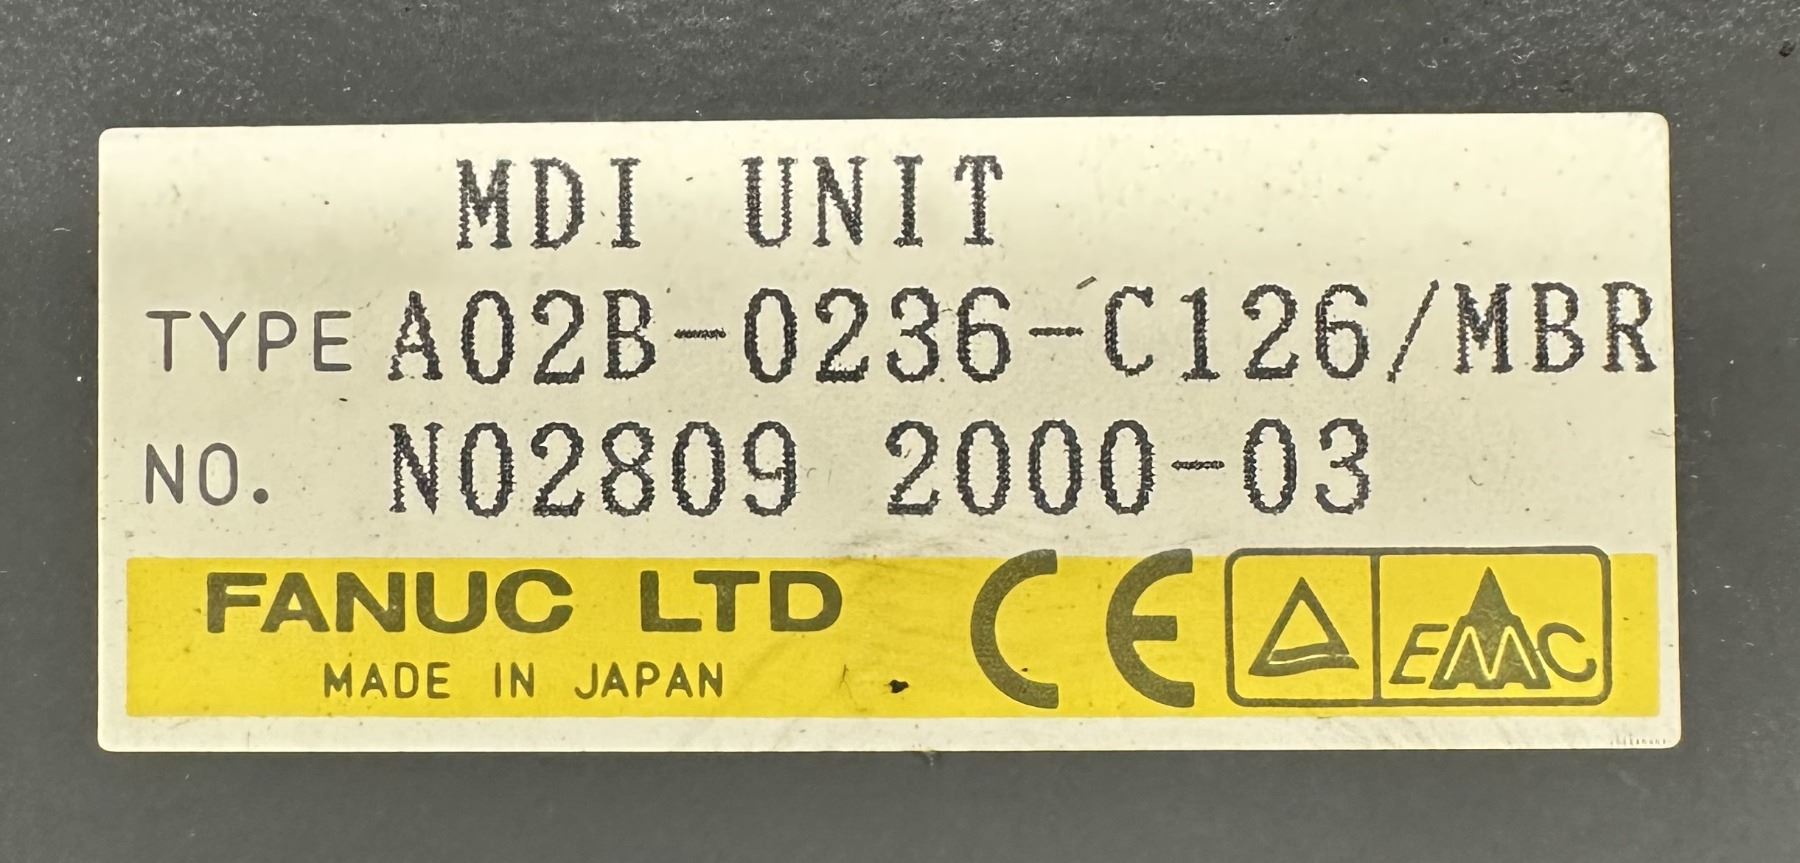 MDI UNIT
TYPE A02B-0236-C126/MBR
NO. N02809 2000-03
FANUC LTD
MADE IN JAPAN
CE
EMC